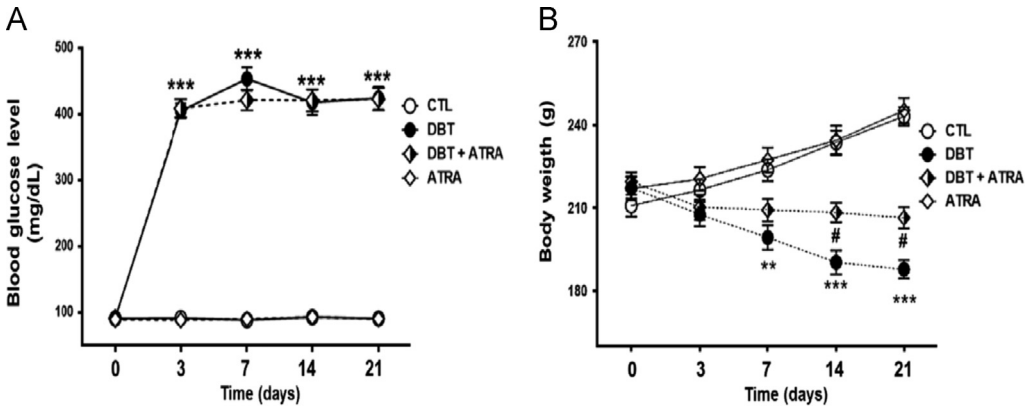 A
Blood glucose level
(mg/dL)
500
400
300
200
100
***
***
***
***
0
3
7
14
21
Time (days)
CTL
DBT
DBT + ATRA
ATRA
B
Body weigth (g)
270
240
210
180
#
#
**
***
***
0
3
7
14
21
Time (days)
CTL
DBT
DBT + ATRA
ATRA